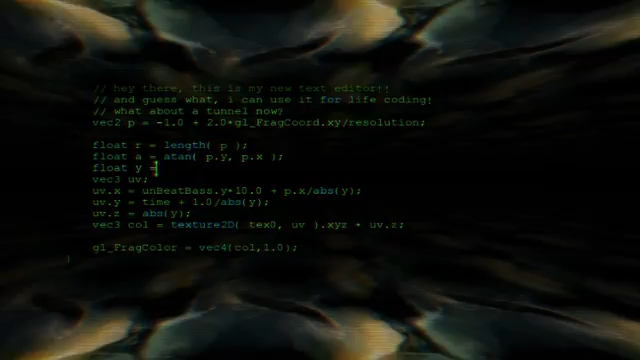 // hey there, this is my new text editor!!
// and guess what, i can use it for life coding!
// what about a tunnel now?
vec2 p = -1.0 + 2.0*gl_FragCoord.xy/resolution;
float r = length( p );
float a = atan( p.y, p.x );
float y =
vec3 uv;
uv.x = unBeatBass.y*10.0 + p.x/abs(y);
uv.y = time + 1.0/abs(y);
uv.z = abs(y);
vec3 col = texture2D( tex0, uv ).xyz * uv.z;
gl_FragColor = vec4(col,1.0);
}